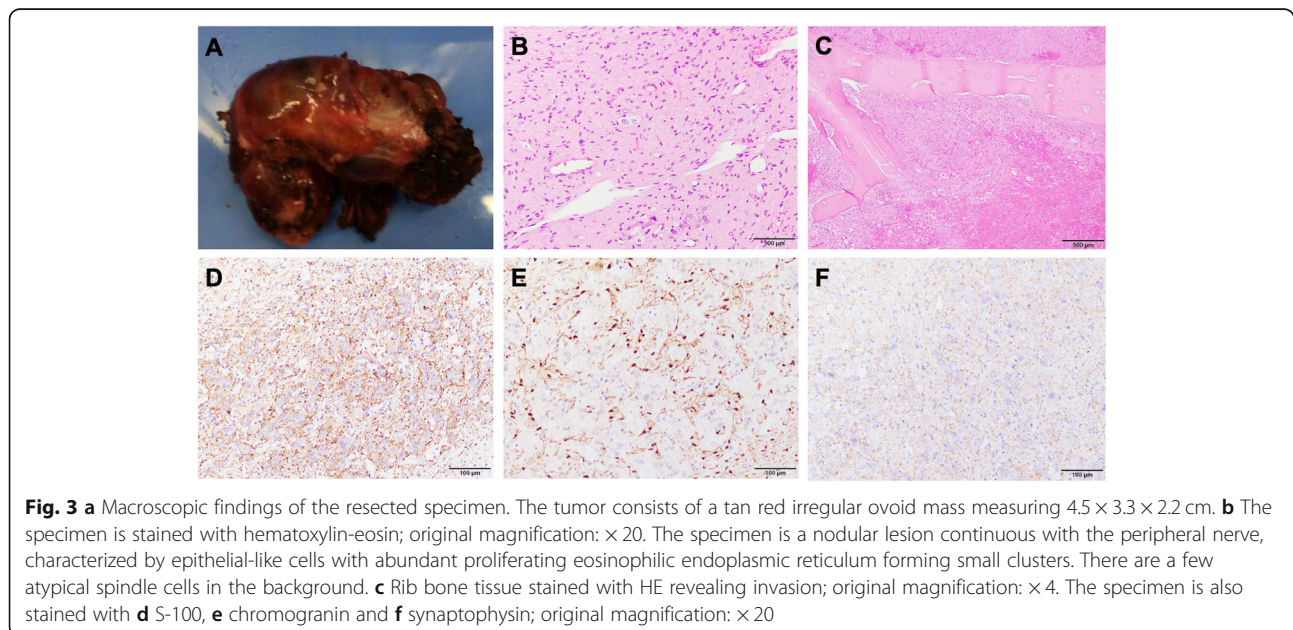 A
B
C
100 µm
500 µm
D
E
F
100 µm
100 µm
100 µm
Fig. 3 a Macroscopic findings of the resected specimen. The tumor consists of a tan red irregular ovoid mass measuring 4.5 × 3.3 × 2.2 cm. b The
specimen is stained with hematoxylin-eosin; original magnification: × 20. The specimen is a nodular lesion continuous with the peripheral nerve,
characterized by epithelial-like cells with abundant proliferating eosinophilic endoplasmic reticulum forming small clusters. There are a few
atypical spindle cells in the background. c Rib bone tissue stained with HE revealing invasion; original magnification: × 4. The specimen is also
stained with d S-100, e chromogranin and f synaptophysin; original magnification: × 20